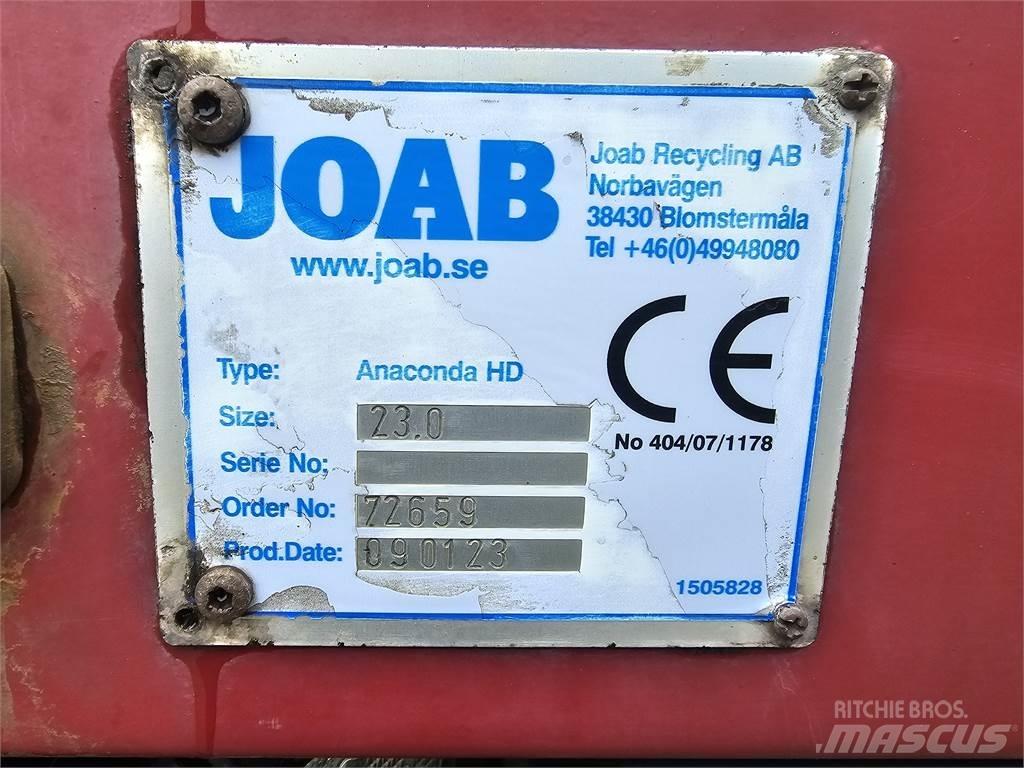 JOAB
www.joab.se
Joab Recycling AB
Norbavägen
38430 Blomstermåla
Tel +46(0)49948080
CE
No 404/07/1178
Type: Anaconda HD
Size: 23.0
Serie No:
Order No: 72659
Prod.Date: 090123
1505828
RITCHIE BROS.
MASCUS